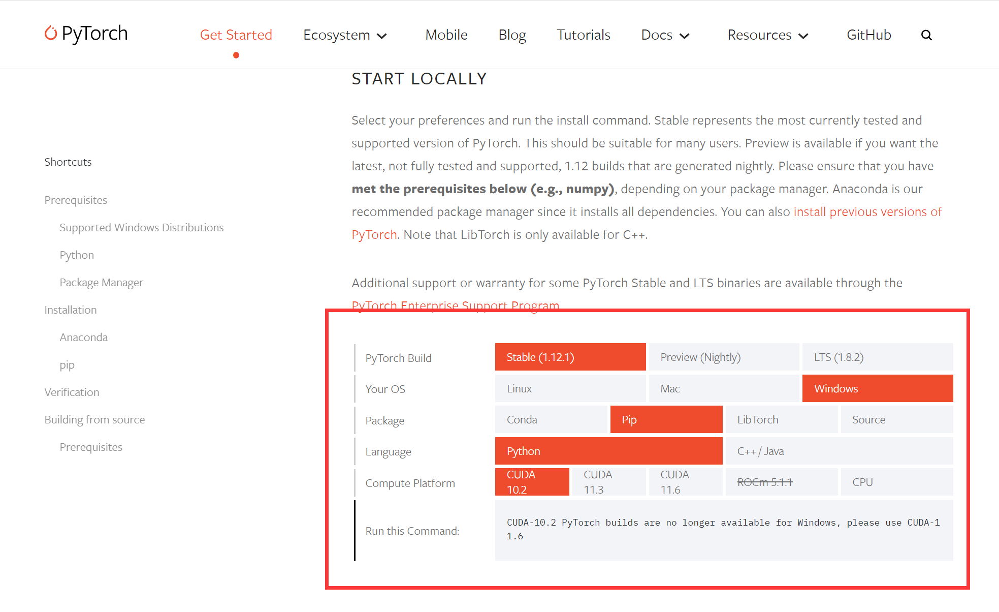 PyTorch
Get Started
Ecosystem
Mobile
Blog
Tutorials
Docs
Resources
GitHub
Shortcuts
Prerequisites
Supported Windows Distributions
Python
Package Manager
Installation
Anaconda
pip
Verification
Building from source
Prerequisites
START LOCALLY
Select your preferences and run the install command. Stable represents the most currently tested and
supported version of PyTorch. This should be suitable for many users. Preview is available if you want the
latest, not fully tested and supported, 1.12 builds that are generated nightly. Please ensure that you have
met the prerequisites below (e.g., numpy), depending on your package manager. Anaconda is our
recommended package manager since it installs all dependencies. You can also install previous versions of
PyTorch. Note that LibTorch is only available for C++.
Additional support or warranty for some PyTorch Stable and LTS binaries are available through the
PyTorch Enterprise Support Program
PyTorch Build
Stable (1.12.1)
Preview (Nightly)
LTS (1.8.2)
Your OS
Linux
Mac
Windows
Package
Conda
Pip
LibTorch
Source
Language
Python
C++ / Java
Compute Platform
CUDA
10.2
CUDA
11.3
CUDA
11.6
ROCm 5.1.1
CPU
Run this Command:
CUDA-10.2 PyTorch builds are no longer available for Windows, please use CUDA-1
1.6